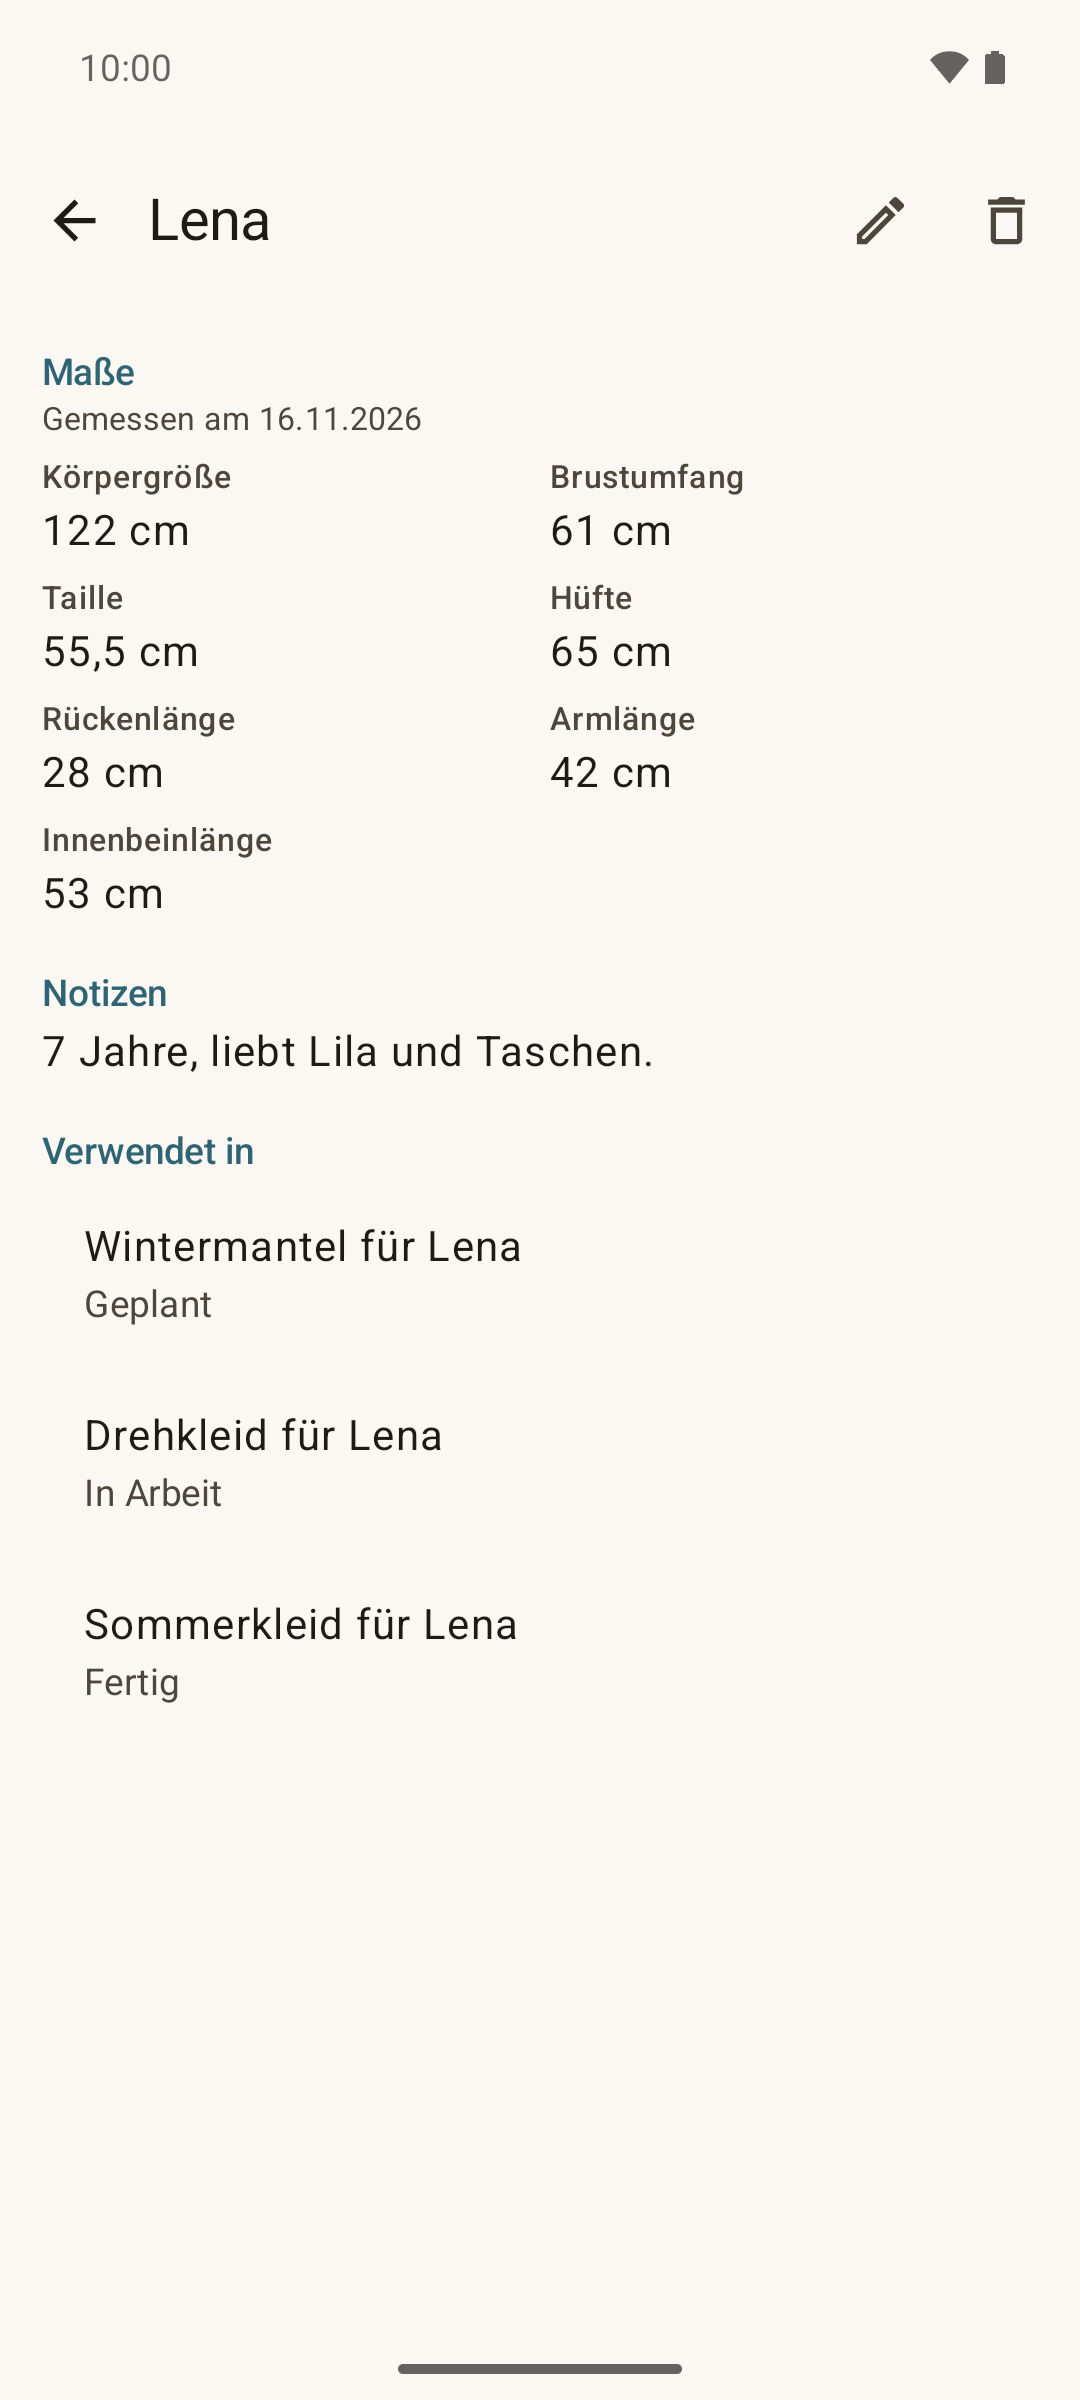 10:00
Lena
Maße
Gemessen am 16.11.2026
Körpergröße
122 cm
Brustumfang
61 cm
Taille
55,5 cm
Hüfte
65 cm
Rückenlänge
28 cm
Armlänge
42 cm
Innenbeinlänge
53 cm
Notizen
7 Jahre, liebt Lila und Taschen.
Verwendet in
Wintermantel für Lena
Geplant
Drehkleid für Lena
In Arbeit
Sommerkleid für Lena
Fertig